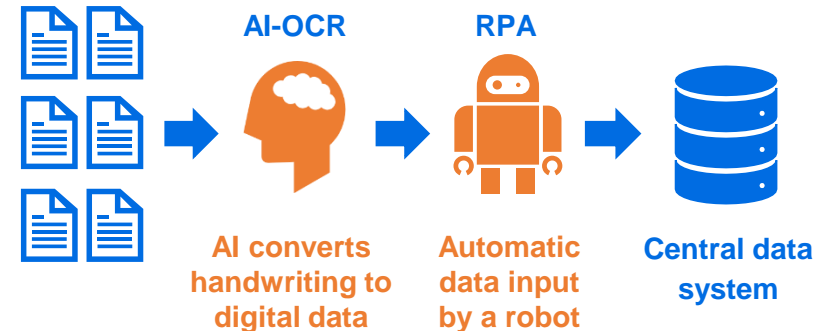 AI-OCR
RPA
AI converts
handwriting to
digital data
Automatic
data input
by a robot
Central data
system